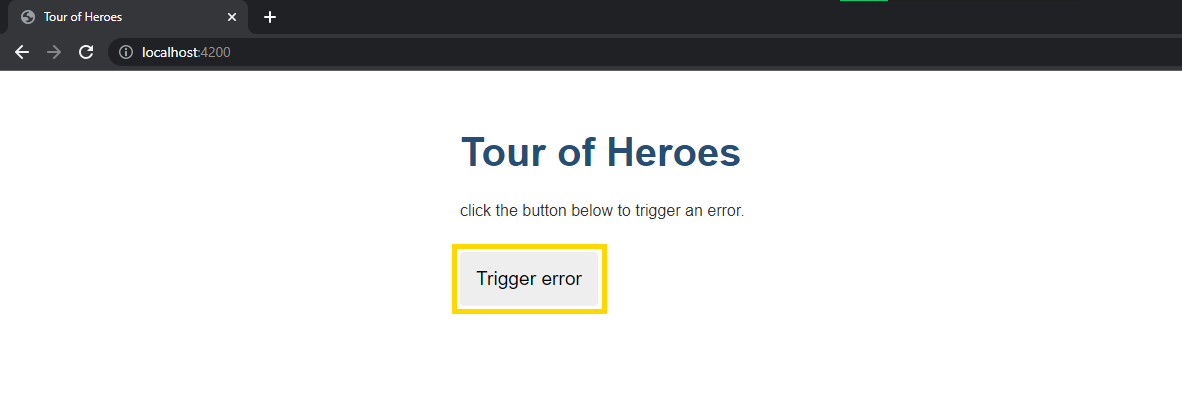 Tour of Heroes
localhost:4200
Tour of Heroes
click the button below to trigger an error.
Trigger error